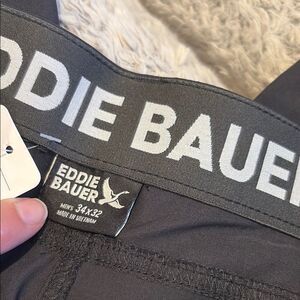 DDIE BAUE
EDDIE
BAUER
MEN'S 34X32
MADE IN VIETNAM